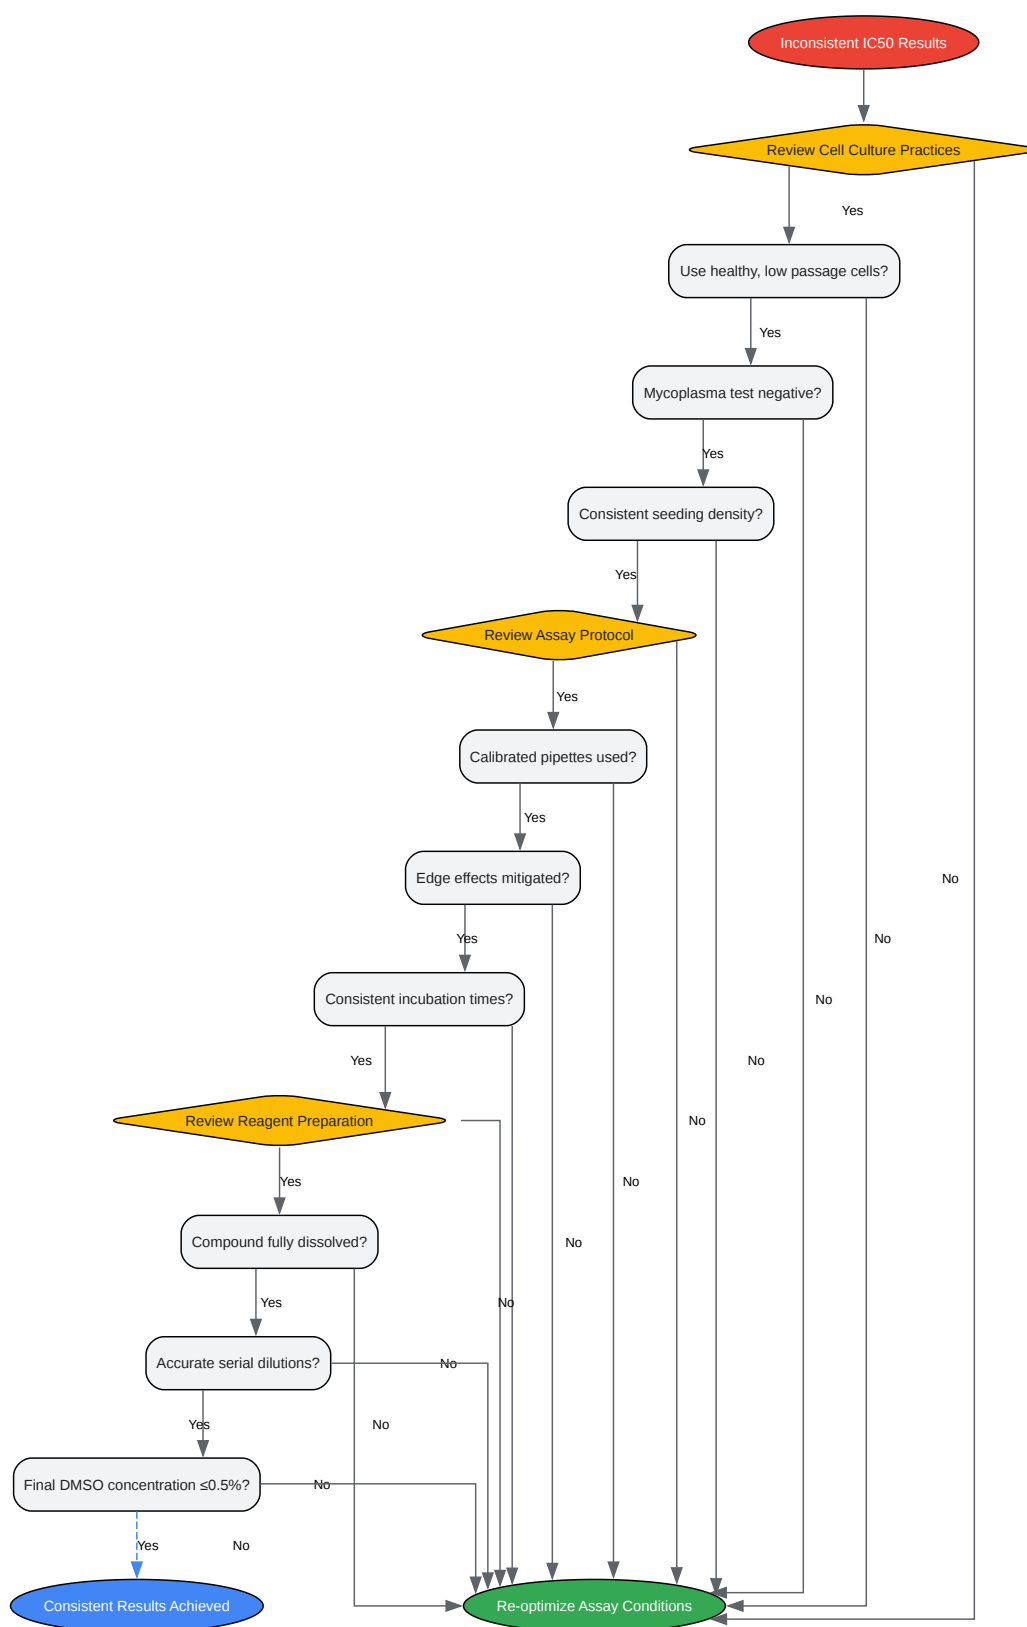 Inconsistent IC50 Results
Review Cell Culture Practices
Yes
Use healthy, low passage cells?
Yes
Mycoplasma test negative?
Yes
Consistent seeding density?
Yes
Review Assay Protocol
Yes
Calibrated pipettes used?
Yes
Edge effects mitigated?
No
Yes
No
Consistent incubation times?
No
Yes
No
Review Reagent Preparation
No
Yes
No
Compound fully dissolved?
No
Yes
No
Accurate serial dilutions?
No
Yes
No
Final DMSO concentration ≤0.5%?
No
Yes
No
Consistent Results Achieved
Re-optimize Assay Conditions